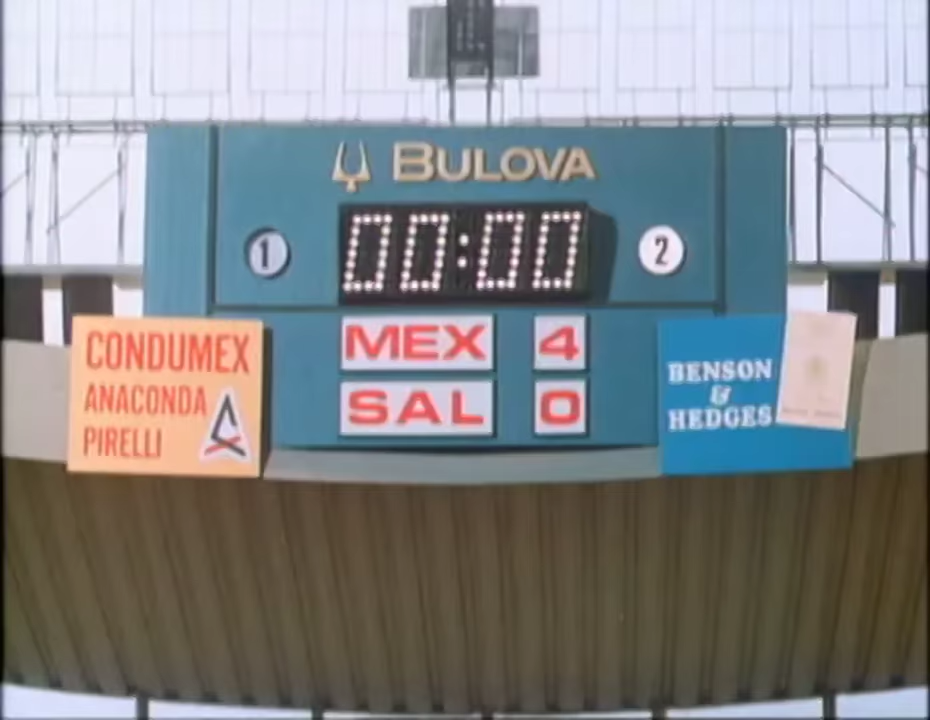 BULOVA
1
00:00
2
MEX 4
SAL 0
CONDUMEX
ANACONDA
PIRELLI
BENSON
&
HEDGES